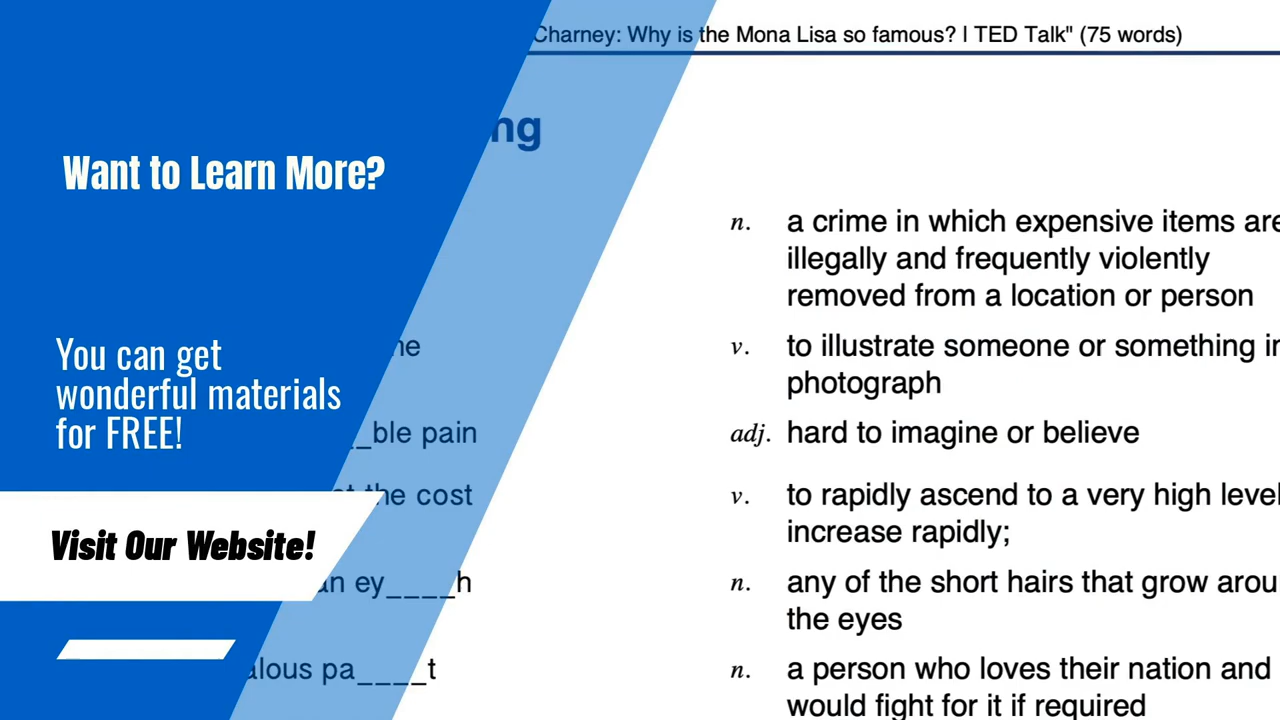 Charney: Why is the Mona Lisa so famous? | TED Talk" (75 words)
ng
Want to Learn More?
You can get
wonderful materials
for FREE!
Visit Our Website!
ble pain
the cost
an ey____h
alous pa____t
n. a crime in which expensive items are
illegally and frequently violently
removed from a location or person
v. to illustrate someone or something in
photograph
adj. hard to imagine or believe
v. to rapidly ascend to a very high level
increase rapidly;
n. any of the short hairs that grow arou
the eyes
n. a person who loves their nation and
would fight for it if required